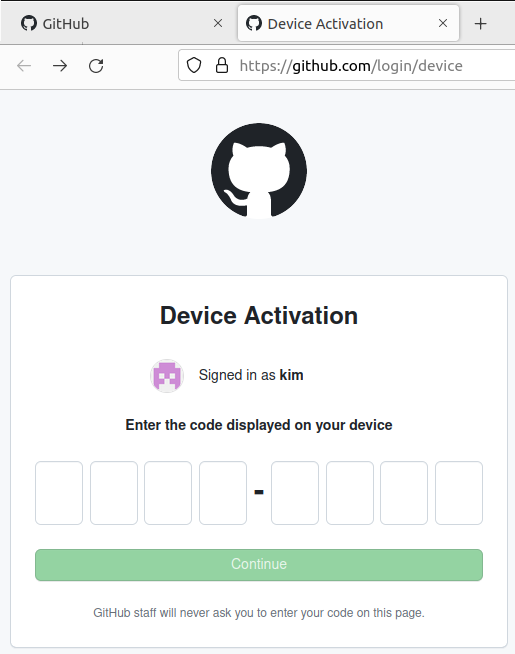 GitHub
Device Activation
https://github.com/login/device
Device Activation
Signed in as kim
Enter the code displayed on your device
-
Continue
GitHub staff will never ask you to enter your code on this page.